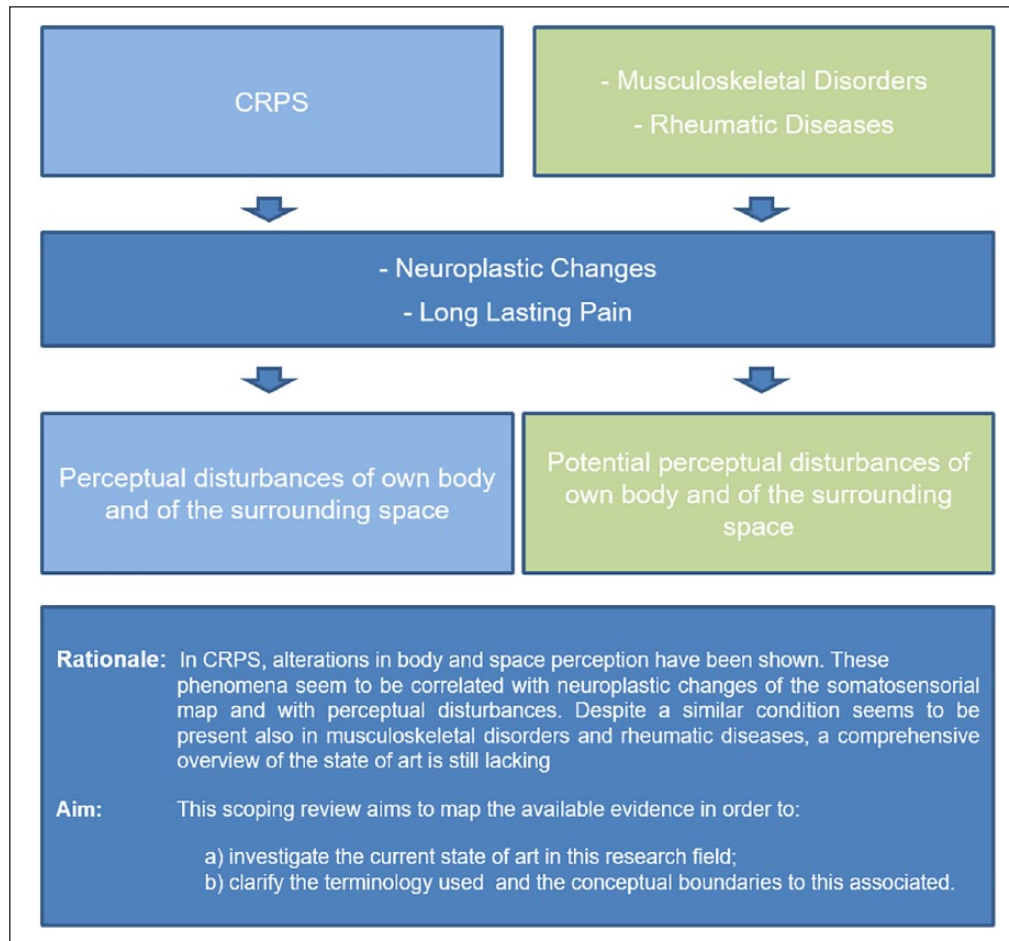 CRPS
- Musculoskeletal Disorders
- Rheumatic Diseases
- Neuroplastic Changes
- Long Lasting Pain
Perceptual disturbances of own body
and of the surrounding space
Potential perceptual disturbances of
own body and of the surrounding
space
Rationale: In CRPS, alterations in body and space perception have been shown. These
phenomena seem to be correlated with neuroplastic changes of the somatosensorial
map and with perceptual disturbances. Despite a similar condition seems to be
present also in musculoskeletal disorders and rheumatic diseases, a comprehensive
overview of the state of art is still lacking
Aim: This scoping review aims to map the available evidence in order to:
a) investigate the current state of art in this research field;
b) clarify the terminology used and the conceptual boundaries to this associated.